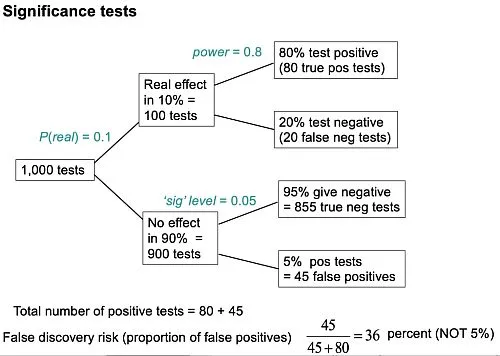 Significance tests
power = 0.8
80% test positive
(80 true pos tests)
Real effect
in 10% =
100 tests
20% test negative
(20 false neg tests)
P(real) = 0.1
1,000 tests
'sig' level = 0.05
95% give negative
= 855 true neg tests
No effect
in 90% =
900 tests
5% pos tests
= 45 false positives
Total number of positive tests = 80 + 45
False discovery risk (proportion of false positives) 45/45+80 = 36 percent (NOT 5%)